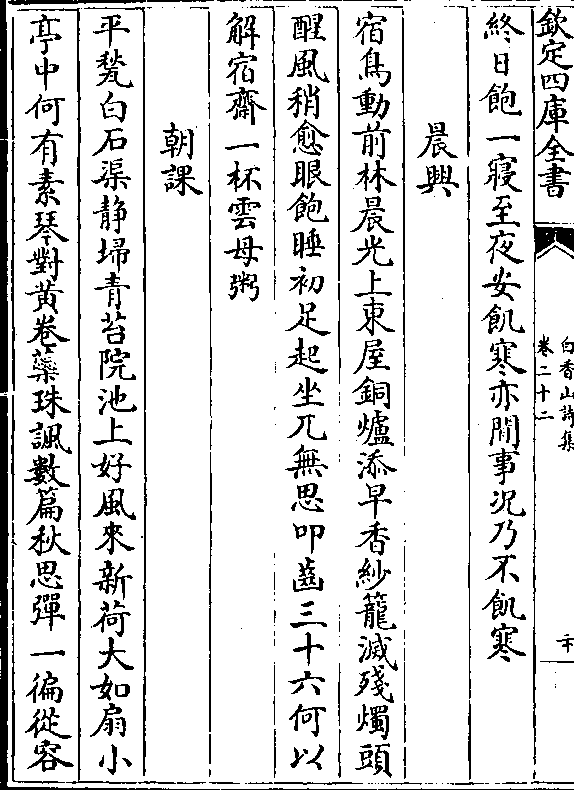 欽定四庫全書
白香山詩集
卷二十二
二十
終日飽一寢至夜安飢寒亦閒事况乃不飢寒
晨興
宿鳥動前林晨光上東屋銅爐添早香紗籠滅殘燭頭
醒風稍愈眼飽睡初足起坐兀無思叩齒三十六何以
解宿齋一杯雲母粥
朝課
平甃白石渠静埽青苔院池上好風來新荷大如扇小
亭中何有素琴對黄卷蘂珠諷數篇秋思彈一徧從容